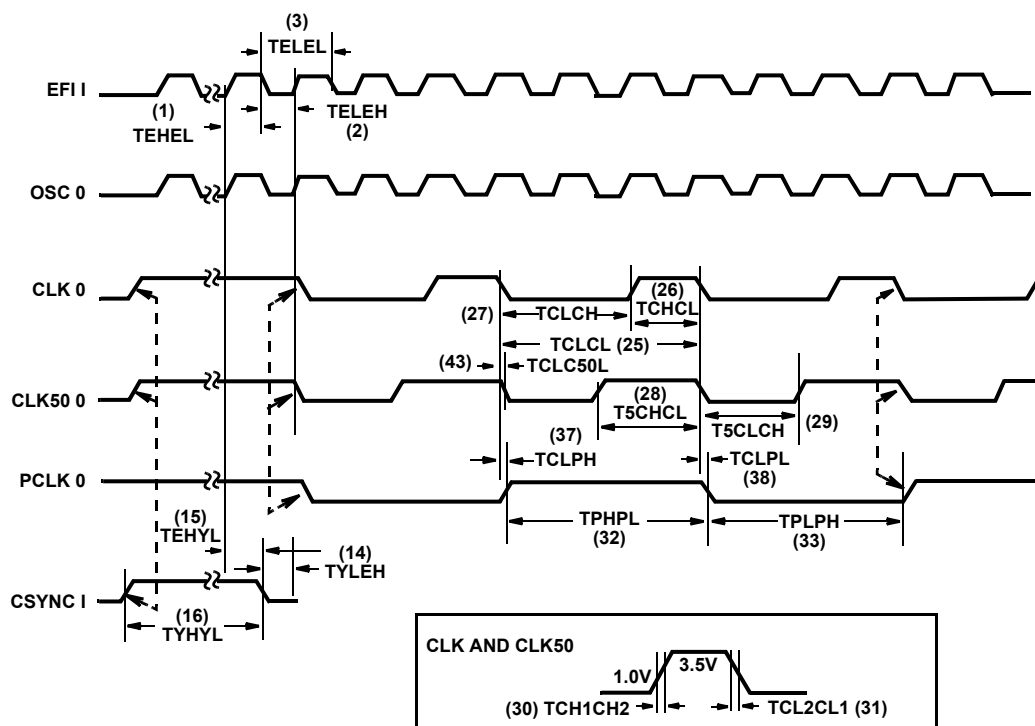 (3)
TELEL
EFI I
(1)
TEHEL
TELEH
(2)
OSC 0
CLK 0
(27)
TCLCH
(26)
TCHCL
TCLCL (25)
(43)
TCLC50L
CLK50 0
(28)
T5CHCL
T5CLCH
(29)
(37)
TCLPH
TCLPL
(38)
PCLK 0
TPHPL
(32)
TPLPH
(33)
(15)
TEHYL
(14)
TYLEH
CSYNC I
(16)
TYHYL
CLK AND CLK50
1.0V
3.5V
(30) TCH1CH2
TCL2CL1 (31)